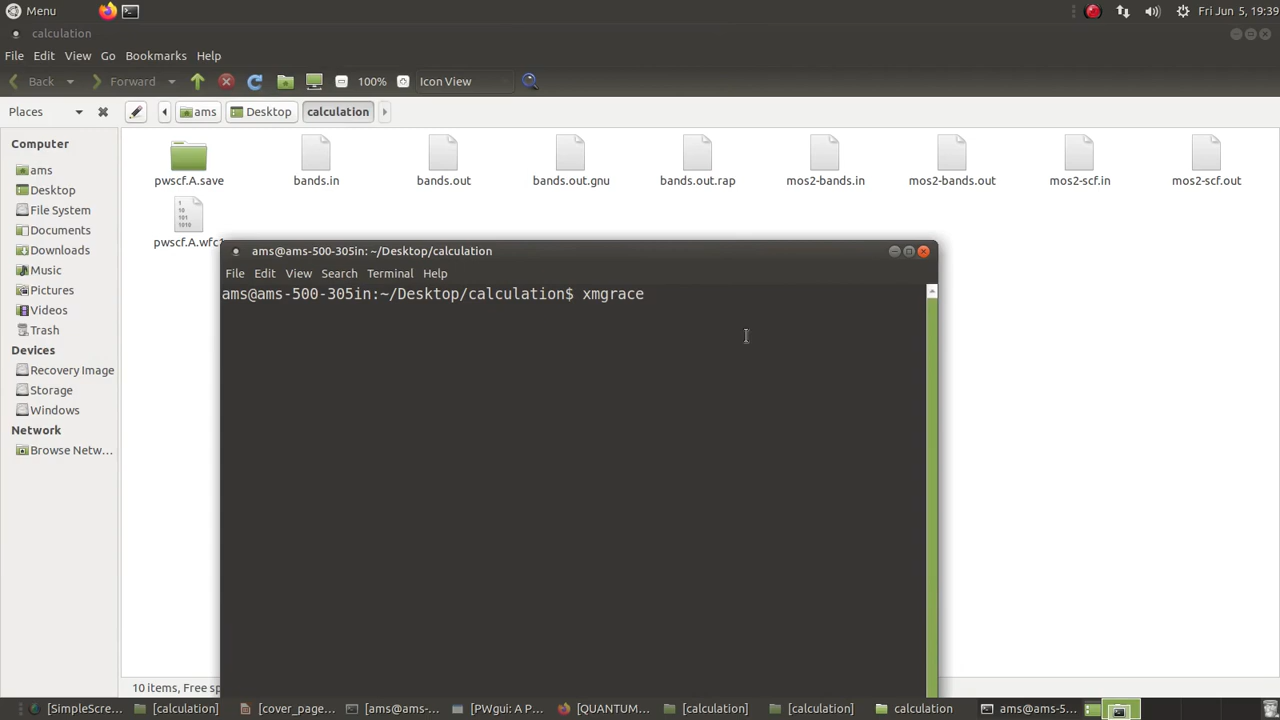 Menu
Fri Jun 5, 19:39
calculation
File Edit View Go Bookmarks Help
Back Forward 100% Icon View
Places ams Desktop calculation
Computer
ams
Desktop
File System
Documents
Downloads
Music
Pictures
Videos
Trash
Devices
Recovery Image
Storage
Windows
Network
Browse Netw…
pwscf.A.save bands.in bands.out bands.out.gnu bands.out.rap mos2-bands.in mos2-bands.out mos2-scf.in mos2-scf.out
1
10
101
1010
pwscf.A.wfc1
ams@ams-500-305in: ~/Desktop/calculation
File Edit View Search Terminal Help
ams@ams-500-305in:~/Desktop/calculation$ xmgrace
10 items, Free sp
[SimpleScre… [calculation] [cover_page… [ams@ams-… [PWgui: A P… [QUANTUM… [calculation] [calculation] calculation ams@ams-5…